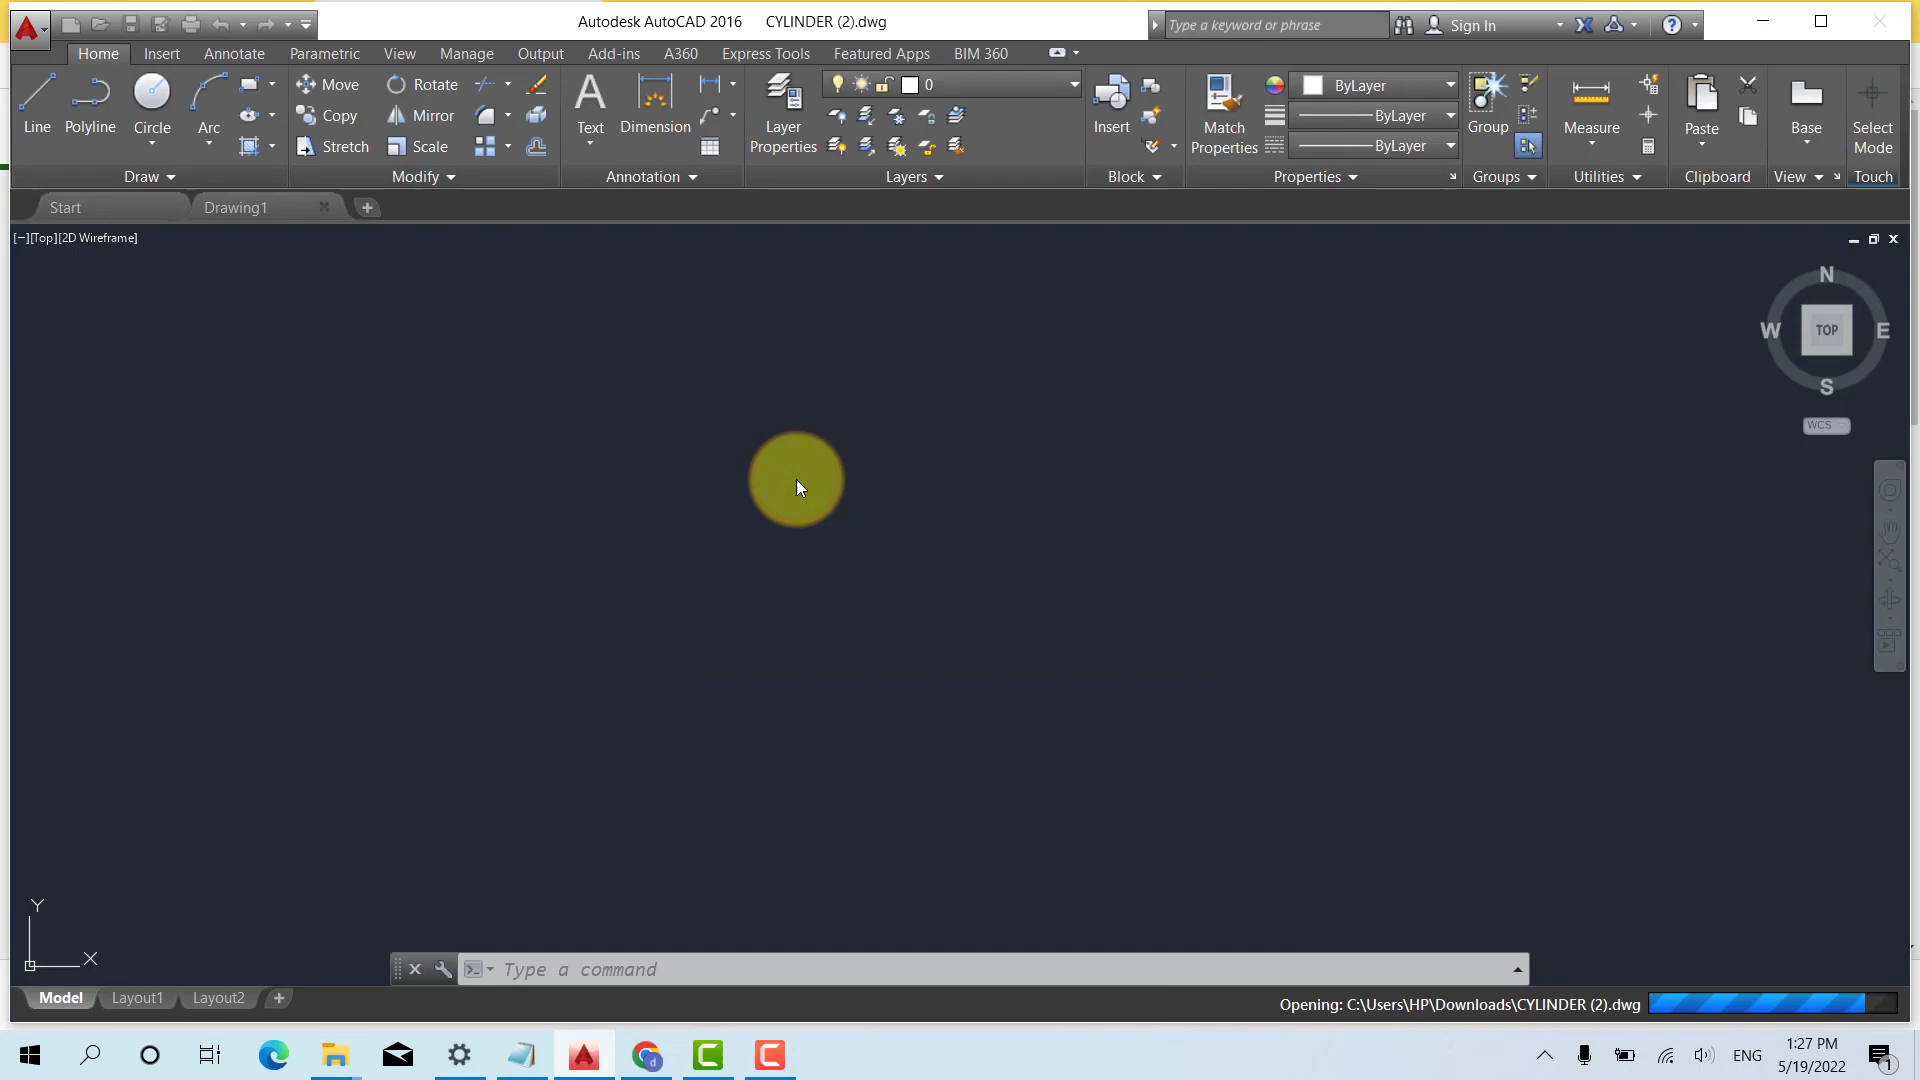 Autodesk AutoCAD 2016 CYLINDER (2).dwg
Type a keyword or phrase
Sign In
Home Insert Annotate Parametric View Manage Output Add-ins A360 Express Tools Featured Apps BIM 360
Line Polyline Circle Arc
Move Rotate
Copy Mirror
Stretch Scale
Text Dimension
Layer
Properties
0
Insert
Match
Properties
ByLayer
ByLayer
ByLayer
Group
Measure
Paste
Base
Select
Mode
Draw Modify Annotation Layers Block Properties Groups Utilities Clipboard View Touch
Start Drawing1
[−][Top][2D Wireframe]
N
W TOP E
S
WCS
Y
X
Type a command
Model Layout1 Layout2
Opening: C:\Users\HP\Downloads\CYLINDER (2).dwg
d
ENG
1:27 PM
5/19/2022
1